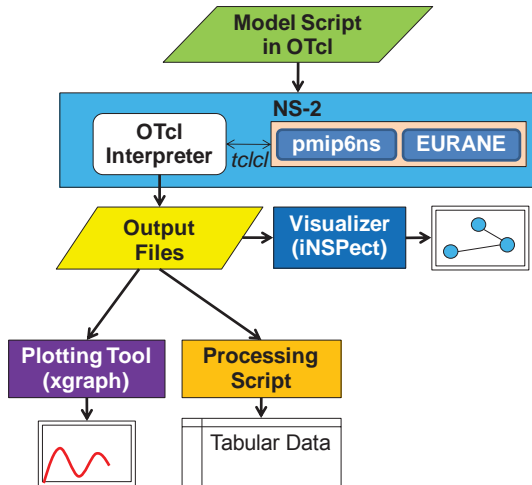 Model Script
in OTcl
NS-2
OTcl
Interpreter
tclcl
pmip6ns
EURANE
Output
Files
Visualizer
(iNSPect)
Plotting Tool
(xgraph)
Processing
Script
Tabular Data